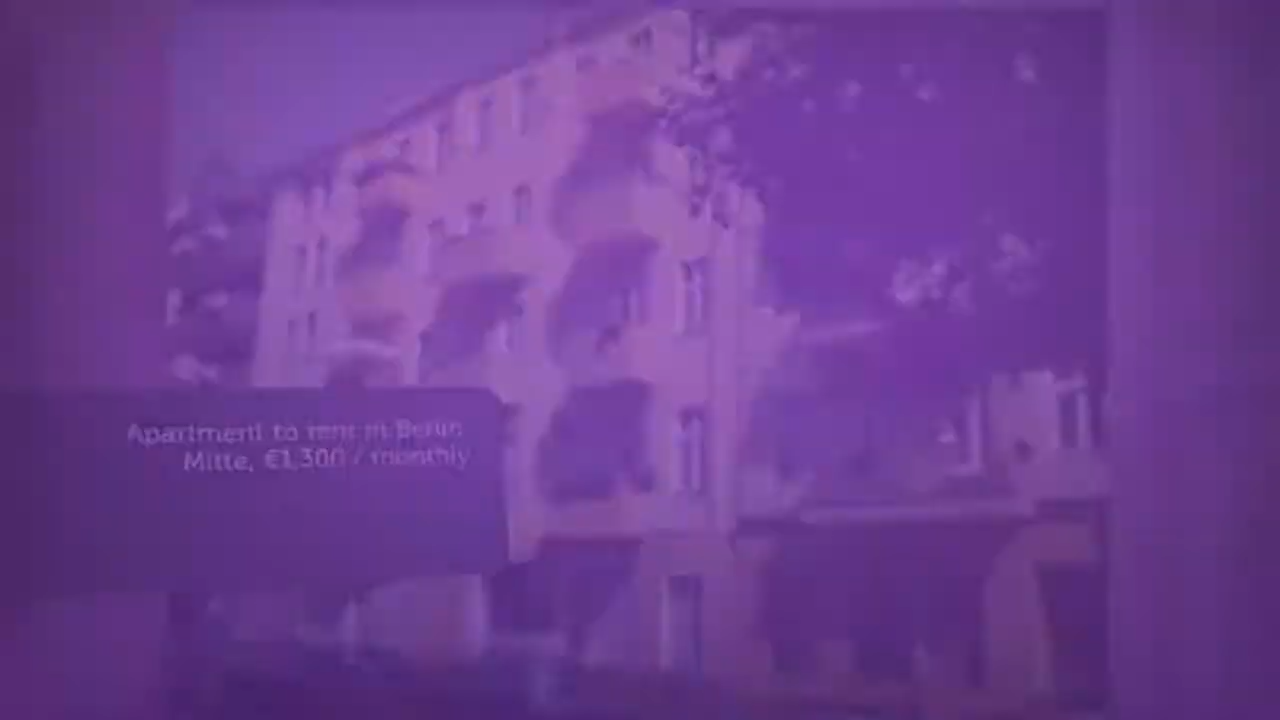 Apartment to rent in Berlin
Mitte, €1,300 / monthly